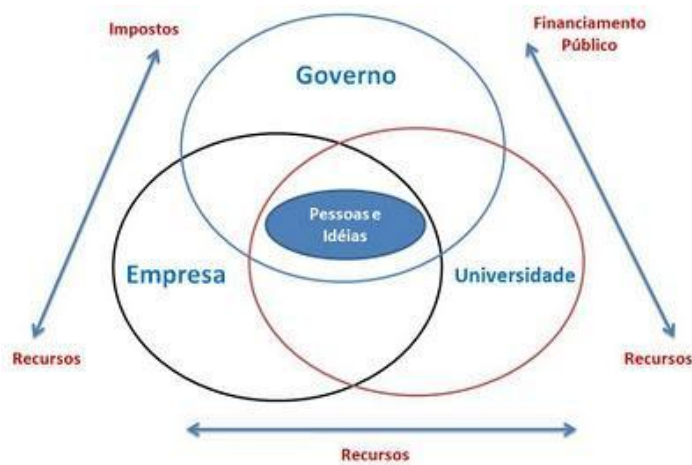 Impostos
Financiamento
Público
Governo
Pessoas e
Idéias
Empresa
Universidade
Recursos
Recursos
Recursos